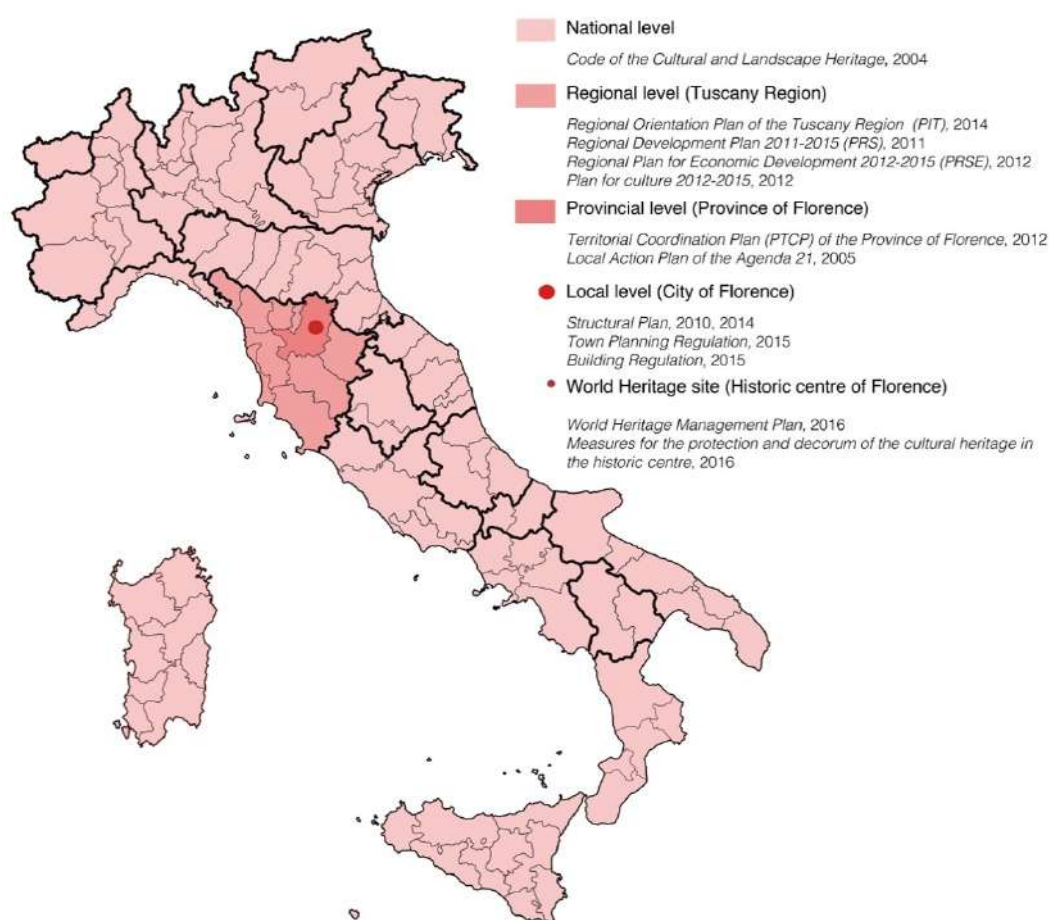 National level
Code of the Cultural and Landscape Heritage, 2004
Regional level (Tuscany Region)
Regional Orientation Plan of the Tuscany Region (PIT), 2014
Regional Development Plan 2011-2015 (PRS), 2011
Regional Plan for Economic Development 2012-2015 (PRSE), 2012
Plan for culture 2012-2015, 2012
Provincial level (Province of Florence)
Territorial Coordination Plan (PTCP) of the Province of Florence, 2012
Local Action Plan of the Agenda 21, 2005
Local level (City of Florence)
Structural Plan, 2010, 2014
Town Planning Regulation, 2015
Building Regulation, 2015
World Heritage site (Historic centre of Florence)
World Heritage Management Plan, 2016
Measures for the protection and decorum of the cultural heritage in
the historic centre, 2016